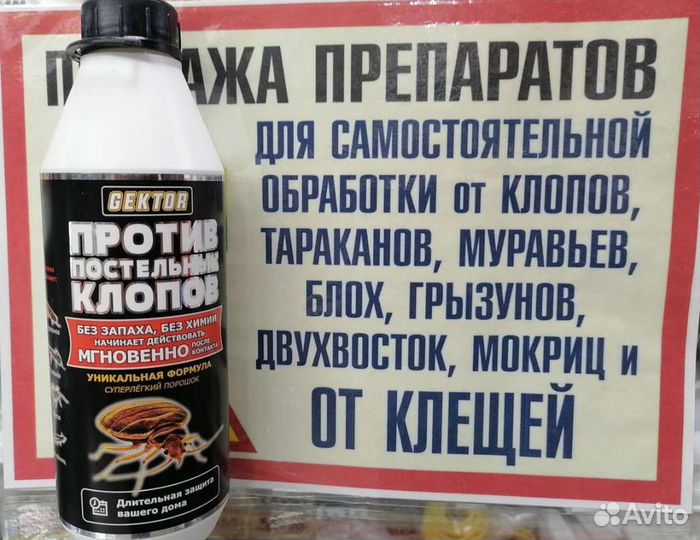 GEKTOR
ПРОТИВ
ПОСТЕЛЬНЫХ
КЛОПОВ
БЕЗ ЗАПАХА, БЕЗ ХИМИИ
НАЧИНАЕТ ДЕЙСТВОВАТЬ
МГНОВЕННО ПОСЛЕ КОНТАКТА
УНИКАЛЬНАЯ ФОРМУЛА
СУПЕРЛЁГКИЙ ПОРОШОК
Длительная защита
вашего дома
ПРЕПАРАТОВ
ДЛЯ САМОСТОЯТЕЛЬНОЙ
ОБРАБОТКИ от КЛОПОВ,
ТАРАКАНОВ, МУРАВЬЕВ,
БЛОХ, ГРЫЗУНОВ,
ДВУХВОСТОК, МОКРИЦ и
ОТ КЛЕЩЕЙ
Avito